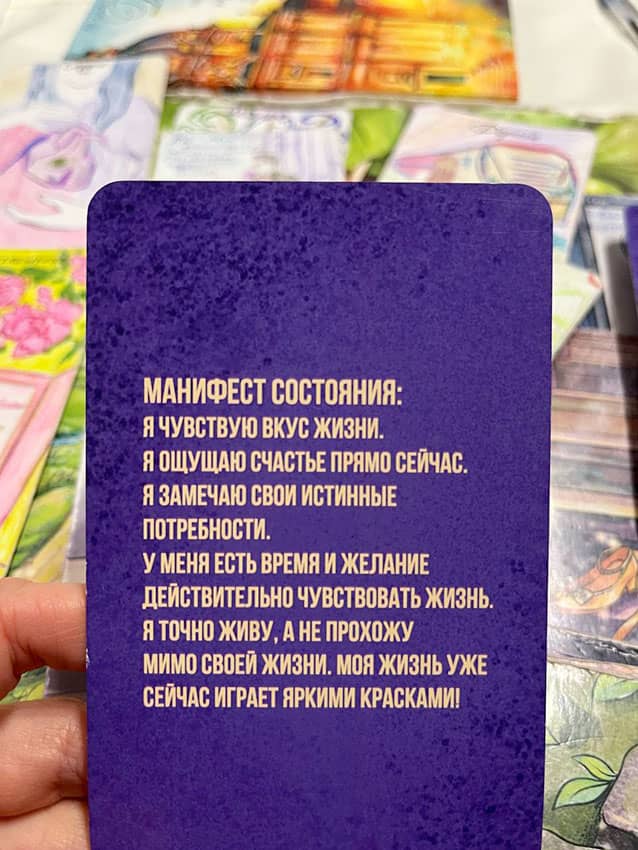 МАНИФЕСТ СОСТОЯНИЯ:
Я ЧУВСТВУЮ ВКУС ЖИЗНИ.
Я ОЩУЩАЮ СЧАСТЬЕ ПРЯМО СЕЙЧАС.
Я ЗАМЕЧАЮ СВОИ ИСТИННЫЕ
ПОТРЕБНОСТИ.
У МЕНЯ ЕСТЬ ВРЕМЯ И ЖЕЛАНИЕ
ДЕЙСТВИТЕЛЬНО ЧУВСТВОВАТЬ ЖИЗНЬ.
Я ТОЧНО ЖИВУ, А НЕ ПРОХОЖУ
МИМО СВОЕЙ ЖИЗНИ. МОЯ ЖИЗНЬ УЖЕ
СЕЙЧАС ИГРАЕТ ЯРКИМИ КРАСКАМИ!